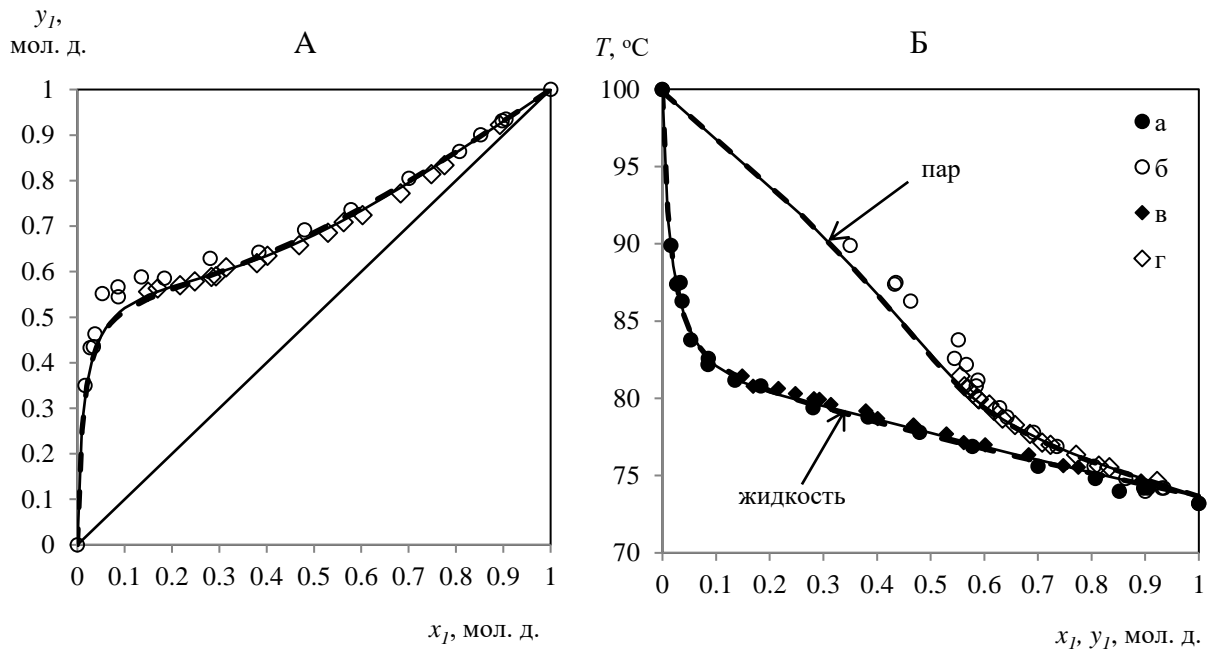 y1,
мол. д.
А
1
0.9
0.8
0.7
0.6
0.5
0.4
0.3
0.2
0.1
0
0 0.1 0.2 0.3 0.4 0.5 0.6 0.7 0.8 0.9 1
x1, мол. д.
T, °C
Б
100
95
90
85
80
75
70
а
б
в
г
пар
жидкость
0 0.1 0.2 0.3 0.4 0.5 0.6 0.7 0.8 0.9 1
x1, y1, мол. д.